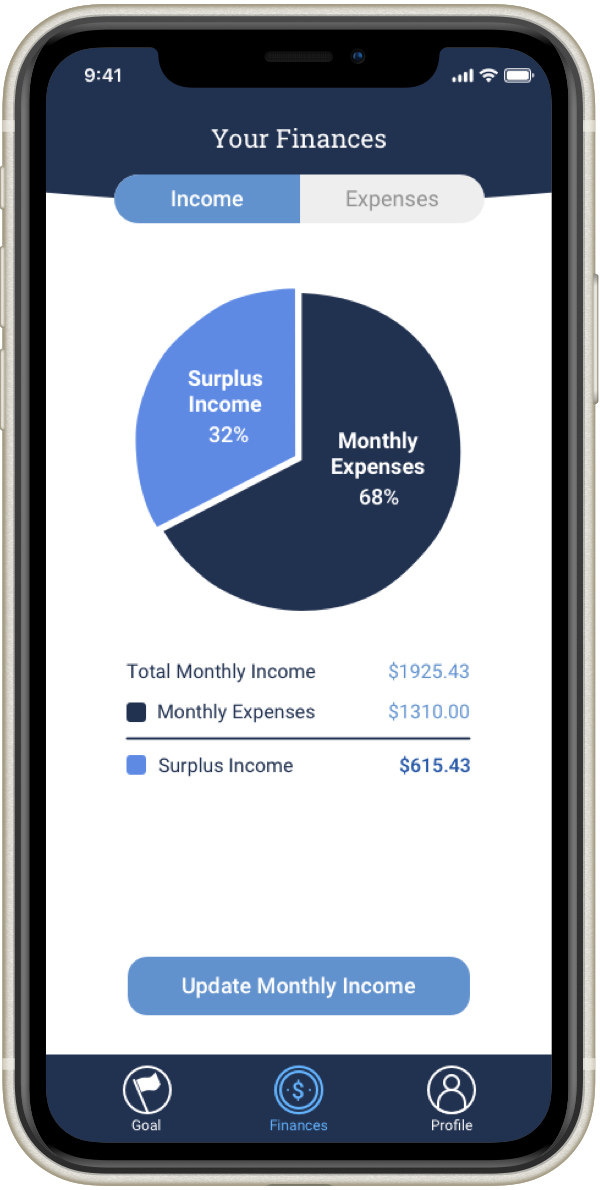 9:41
Your Finances
Income
Expenses
Surplus
Income
32%
Monthly
Expenses
68%
Total Monthly Income $1925.43
Monthly Expenses $1310.00
Surplus Income $615.43
Update Monthly Income
$
Goal
Finances
Profile